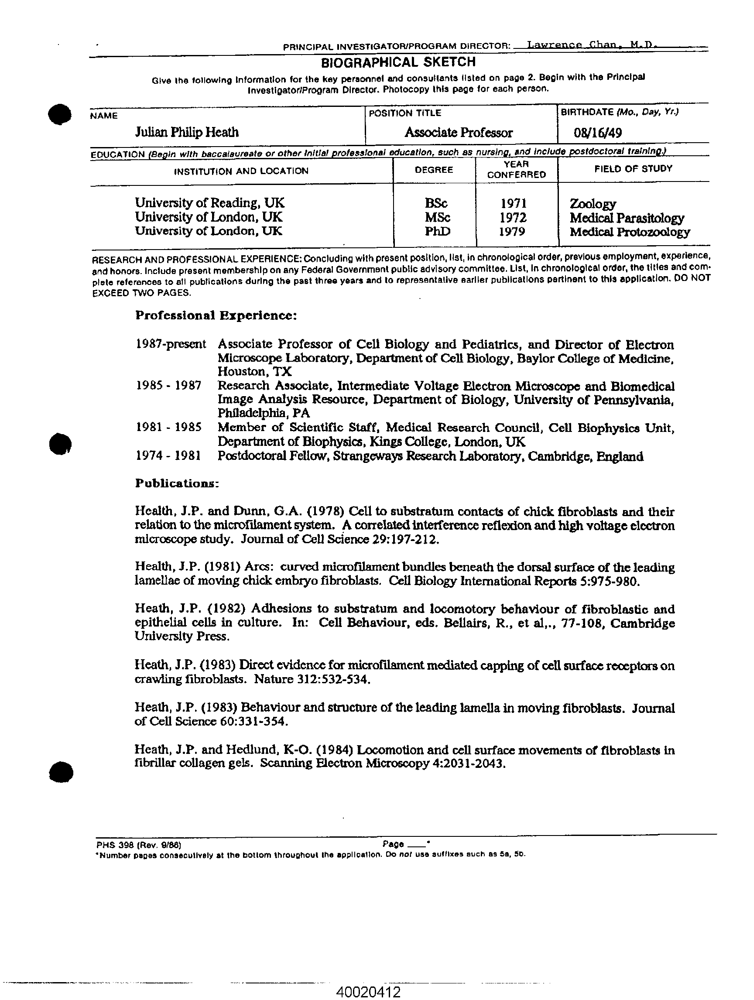 PRINCIPAL INVESTIGATOR/PROGRAM DIRECTOR: Lawrence Chan, M.D.
BIOGRAPHICAL SKETCH
Give the following information for the key personnel and consultants listed on page 2. Begin with the Principal
Investigator/Program Director. Photocopy this page for each person.
NAME POSITION TITLE BIRTHDATE (Mo., Day, Yr.)
Julian Philip Heath Associate Professor 08/16/49
EDUCATION (Begin with baccalaureate or other initial professional education, such as nursing, and include postdoctoral training.)
INSTITUTION AND LOCATION DEGREE YEAR CONFERRED FIELD OF STUDY
University of Reading, UK BSc 1971 Zoology
University of London, UK MSc 1972 Medical Parasitology
University of London, UK PhD 1979 Medical Protozoology
RESEARCH AND PROFESSIONAL EXPERIENCE: Concluding with present position, list, in chronological order, previous employment, experience,
and honors. Include present membership on any Federal Government public advisory committee. List, in chronological order, the titles and com-
plete references to all publications during the past three years and to representative earlier publications pertinent to this application. DO NOT
EXCEED TWO PAGES.
Professional Experience:
1987-present Associate Professor of Cell Biology and Pediatrics, and Director of Electron
Microscope Laboratory, Department of Cell Biology, Baylor College of Medicine,
Houston, TX
1985 - 1987 Research Associate, Intermediate Voltage Electron Microscope and Biomedical
Image Analysis Resource, Department of Biology, University of Pennsylvania,
Philadelphia, PA
1981 - 1985 Member of Scientific Staff, Medical Research Council, Cell Biophysics Unit,
Department of Biophysics, Kings College, London, UK
1974 - 1981 Postdoctoral Fellow, Strangeways Research Laboratory, Cambridge, England
Publications:
Health, J.P. and Dunn, G.A. (1978) Cell to substratum contacts of chick fibroblasts and their
relation to the microfilament system. A correlated interference reflexion and high voltage electron
microscope study. Journal of Cell Science 29:197-212.
Health, J.P. (1981) Arcs: curved microfilament bundles beneath the dorsal surface of the leading
lamellae of moving chick embryo fibroblasts. Cell Biology International Reports 5:975-980.
Heath, J.P. (1982) Adhesions to substratum and locomotory behaviour of fibroblastic and
epithelial cells in culture. In: Cell Behaviour, eds. Bellairs, R., et al,., 77-108, Cambridge
University Press.
Heath, J.P. (1983) Direct evidence for microfilament mediated capping of cell surface receptors on
crawling fibroblasts. Nature 312:532-534.
Heath, J.P. (1983) Behaviour and structure of the leading lamella in moving fibroblasts. Journal
of Cell Science 60:331-354.
Heath, J.P. and Hedlund, K-O. (1984) Locomotion and cell surface movements of fibroblasts in
fibrillar collagen gels. Scanning Electron Microscopy 4:2031-2043.
PHS 398 (Rev. 9/86) Page ___*
*Number pages consecutively at the bottom throughout the application. Do not use suffixes such as 5a, 5b.
40020412